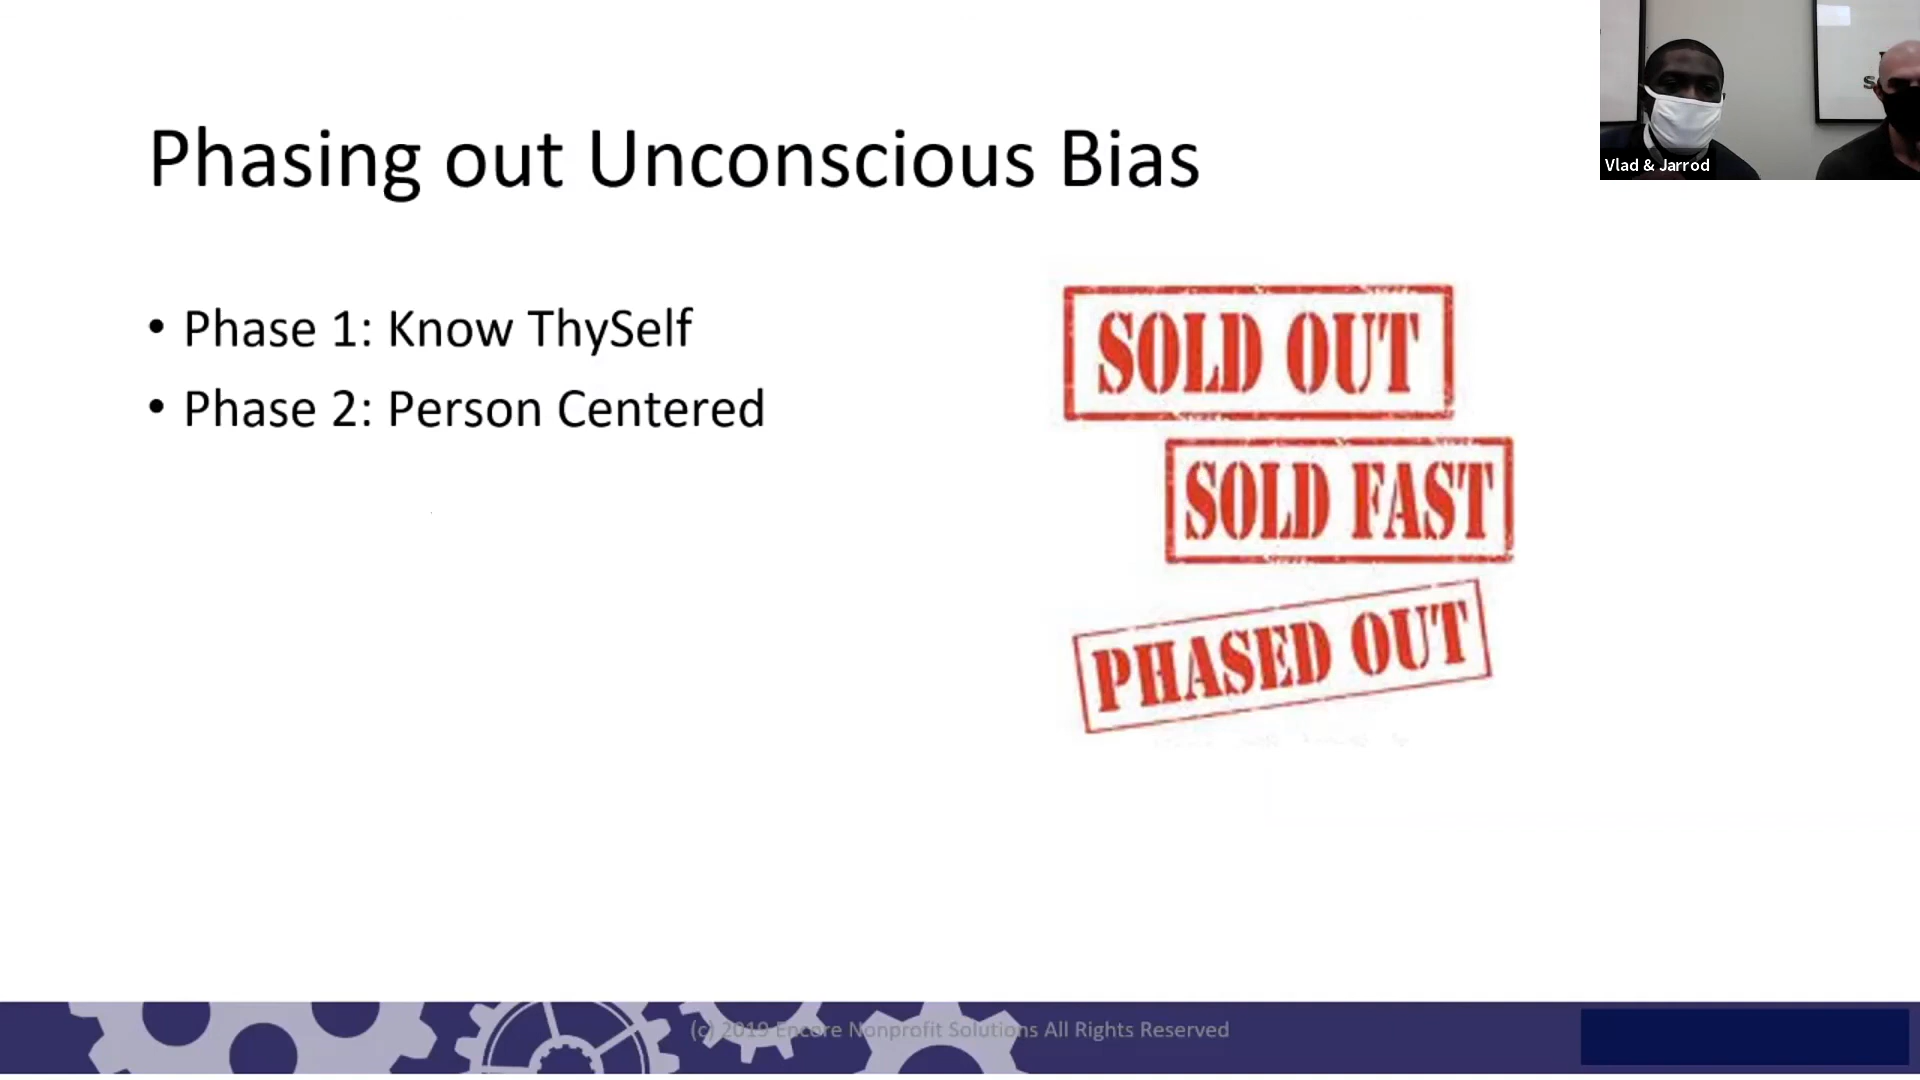 Phasing out Unconscious Bias
Vlad & Jarrod
• Phase 1: Know ThySelf
• Phase 2: Person Centered
SOLD OUT
SOLD FAST
PHASED OUT
(c) 2019 Encore Nonprofit Solutions All Rights Reserved